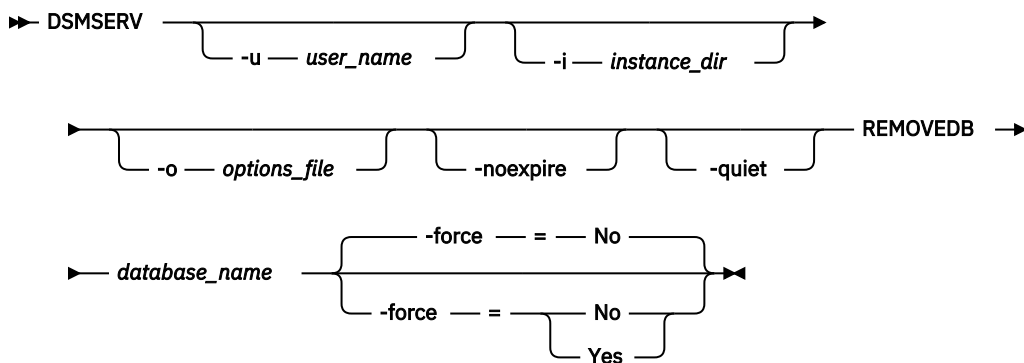 DSMSERV
-u user_name
-i instance_dir
-o options_file
-noexpire
-quiet
REMOVEDB
database_name
-force = No
-force = No
Yes